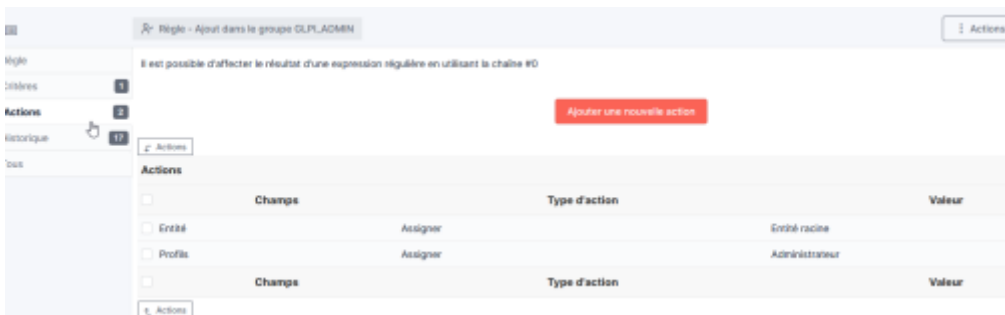 Règle - Ajout dans le groupe GLPI_ADMIN
Actions
Règle
Il est possible d'affecter le résultat d'une expression régulière en utilisant la chaîne #0
Critères 1
Ajouter une nouvelle action
Actions 2
Historique 17
Actions
Tous
Actions
Champs Type d'action Valeur
Entité Assigner Entité racine
Profils Assigner Administrateur
Champs Type d'action Valeur
Actions